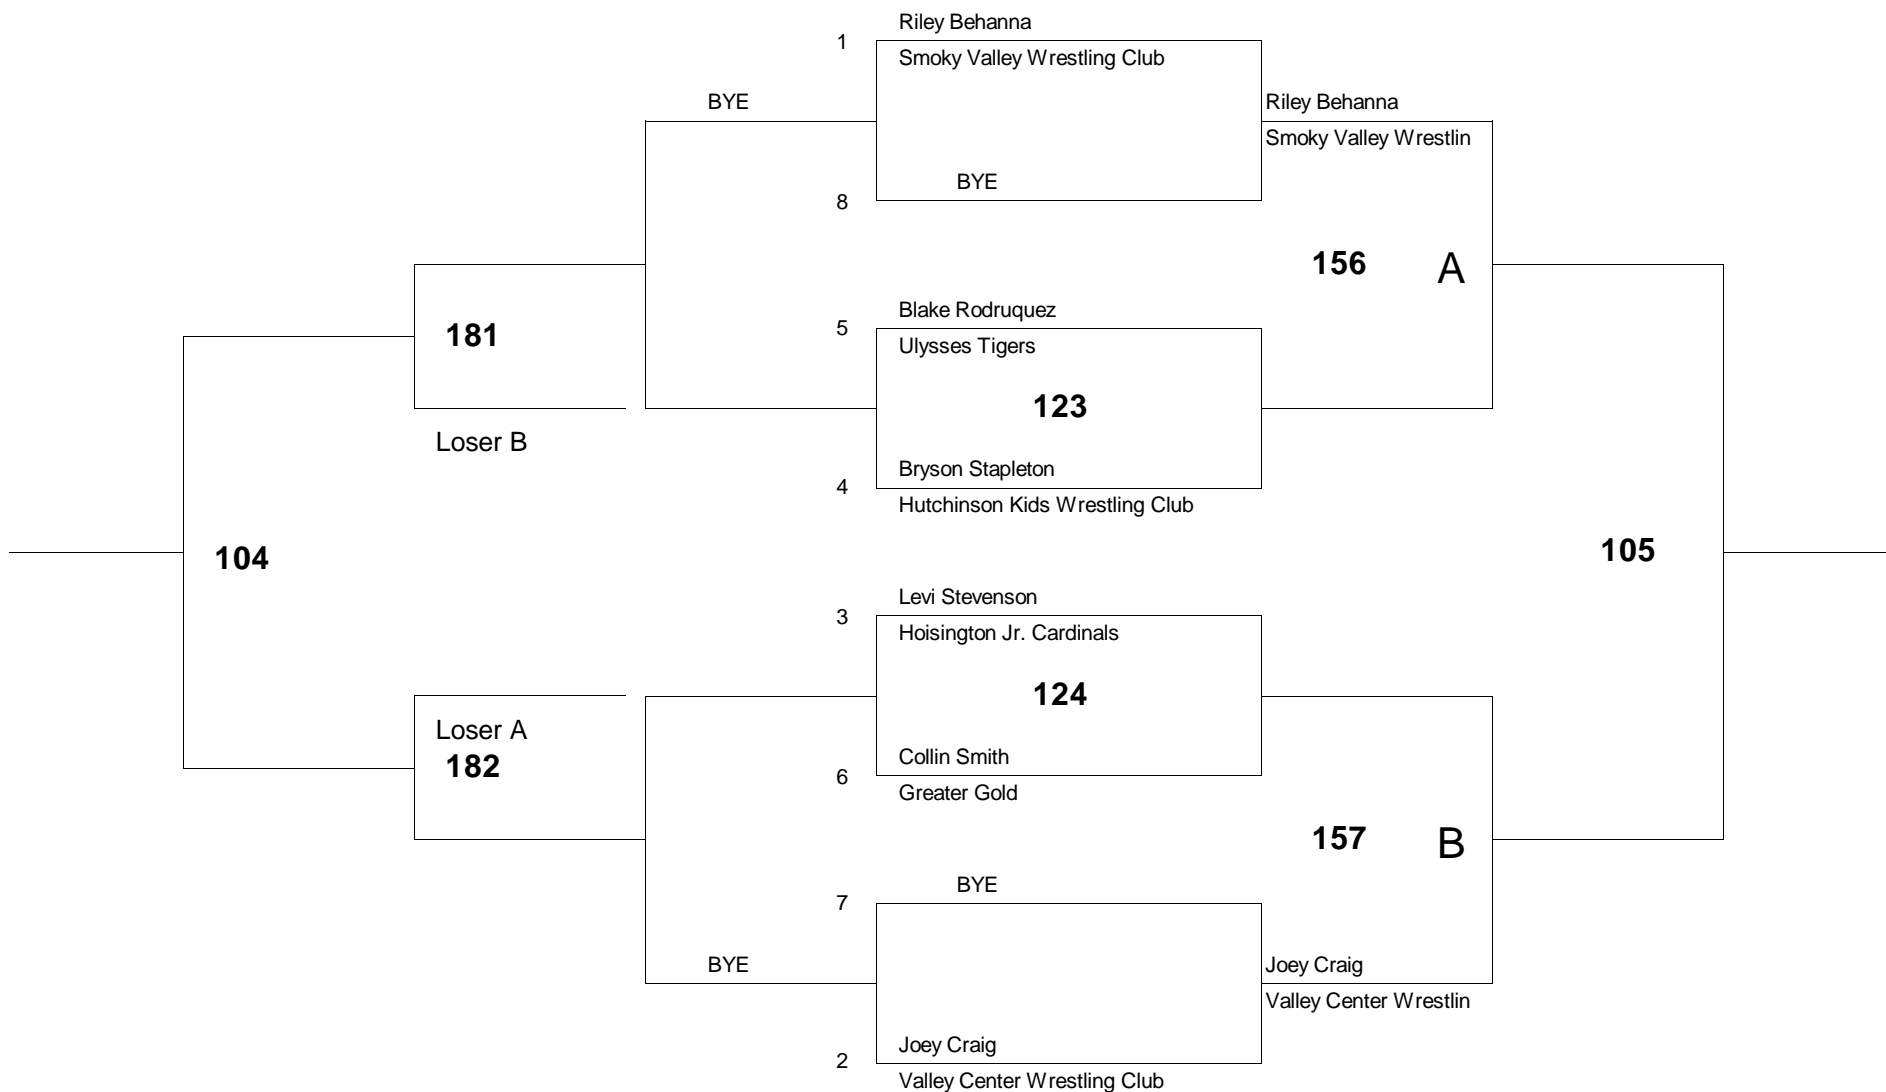 Riley Behanna
1
Smoky Valley Wrestling Club
BYE
Riley Behanna
Smoky Valley Wrestlin
BYE
8
156
A
Blake Rodruquez
5
181
Ulysses Tigers
123
Loser B
Bryson Stapleton
4
Hutchinson Kids Wrestling Club
104
105
Levi Stevenson
3
Hoisington Jr. Cardinals
124
Loser A
182
Collin Smith
6
Greater Gold
157
B
BYE
7
BYE
Joey Craig
Valley Center Wrestlin
Joey Craig
2
Valley Center Wrestling Club